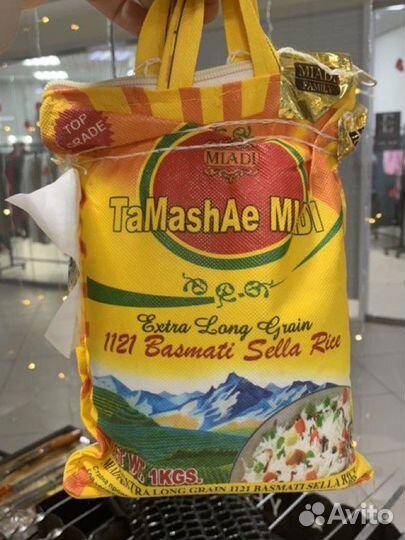 MIADI
FAMILY
TOP
GRADE
MIADI
TaMashAe MIDI
Extra Long Grain
1121 Basmati Sella Rice
NET WT. 1KGS.
EXTRA LONG GRAIN 1121 BASMATI SELLA RICE
Avito